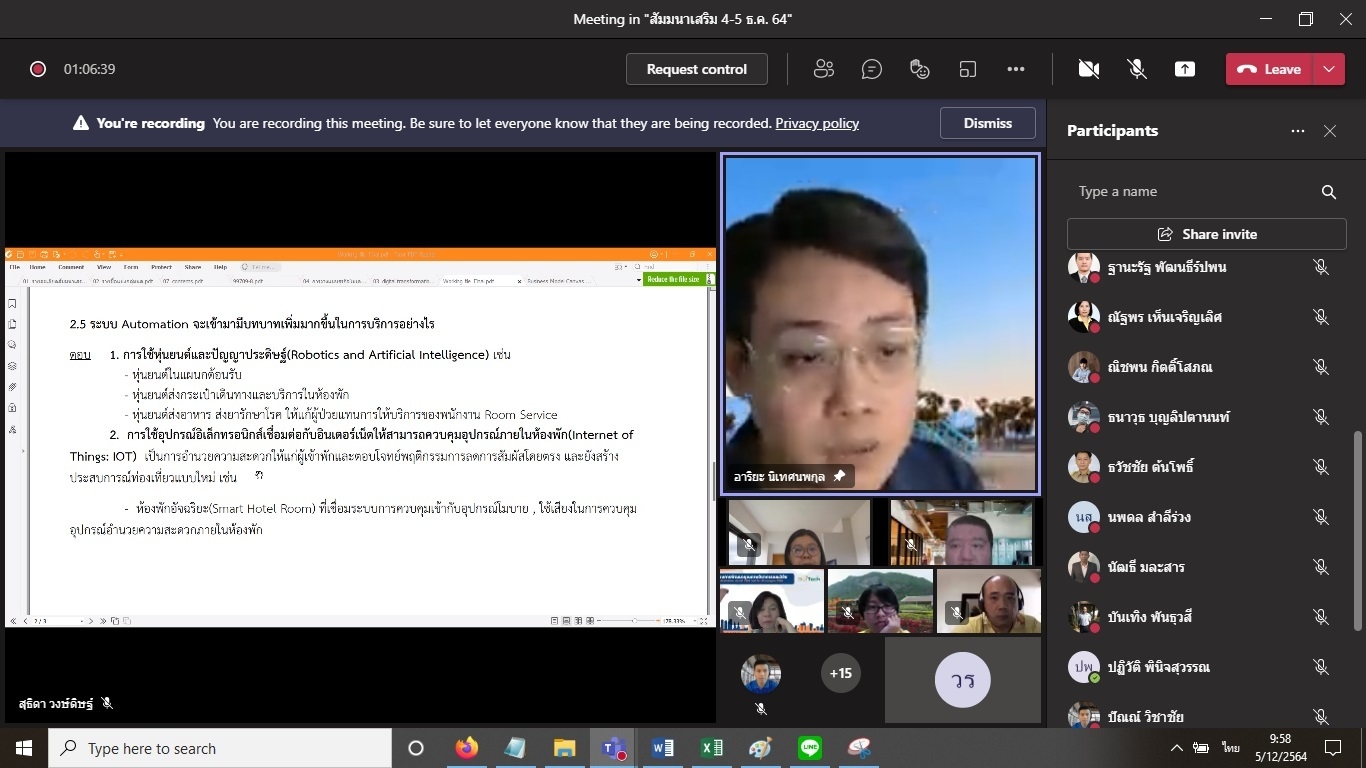 Meeting in "สัมมนาเสริม 4-5 ธ.ค. 64"
01:06:39
Request control
Leave
You're recording You are recording this meeting. Be sure to let everyone know that they are being recorded. Privacy policy
Dismiss
File Home Comment View Form Protect Share Help
Reduce the file size
2.5 ระบบ Automation จะเข้ามามีบทบาทเพิ่มมากขึ้นในการบริการอย่างไร
ตอบ 1. การใช้หุ่นยนต์และปัญญาประดิษฐ์(Robotics and Artificial Intelligence) เช่น
- หุ่นยนต์ในแผนกต้อนรับ
- หุ่นยนต์ส่งกระเป๋าเดินทางและบริการในห้องพัก
- หุ่นยนต์ส่งอาหาร ส่งยารักษาโรค ให้แก่ผู้ป่วยแทนการให้บริการของพนักงาน Room Service
2. การใช้อุปกรณ์อิเล็กทรอนิกส์เชื่อมต่อกับอินเตอร์เน็ตให้สามารถควบคุมอุปกรณ์ภายในห้องพัก(Internet of
Things: IOT) เป็นการอำนวยความสะดวกให้แก่ผู้เข้าพักและตอบโจทย์พฤติกรรมการลดการสัมผัสโดยตรง และยังสร้าง
ประสบการณ์ท่องเที่ยวแบบใหม่ เช่น
- ห้องพักอัจฉริยะ(Smart Hotel Room) ที่เชื่อมระบบการควบคุมเข้ากับอุปกรณ์โมบาย , ใช้เสียงในการควบคุม
อุปกรณ์อำนวยความสะดวกภายในห้องพัก
2 / 3
78.33%
สุธิดา วงษ์ดิษฐ์
อาริยะ นิเทศนพกุล
+15
วร
Participants
Type a name
Share invite
ฐานะรัฐ พัฒนธีรัปพน
ณัฐพร เห็นเจริญเลิศ
ณิชพน กิตติ์โสภณ
ธนาวุธ บุญลิปตานนท์
ธวัชชัย ต้นโพธิ์
นส นพดล สำลีร่วง
นัฒธี มละสาร
บันเทิง พันธุวสี
ปพ ปฏิวัติ พินิจสุวรรณ
ปัณณ์ วิชาชัย
Type here to search
ไทย
9:58
5/12/2564